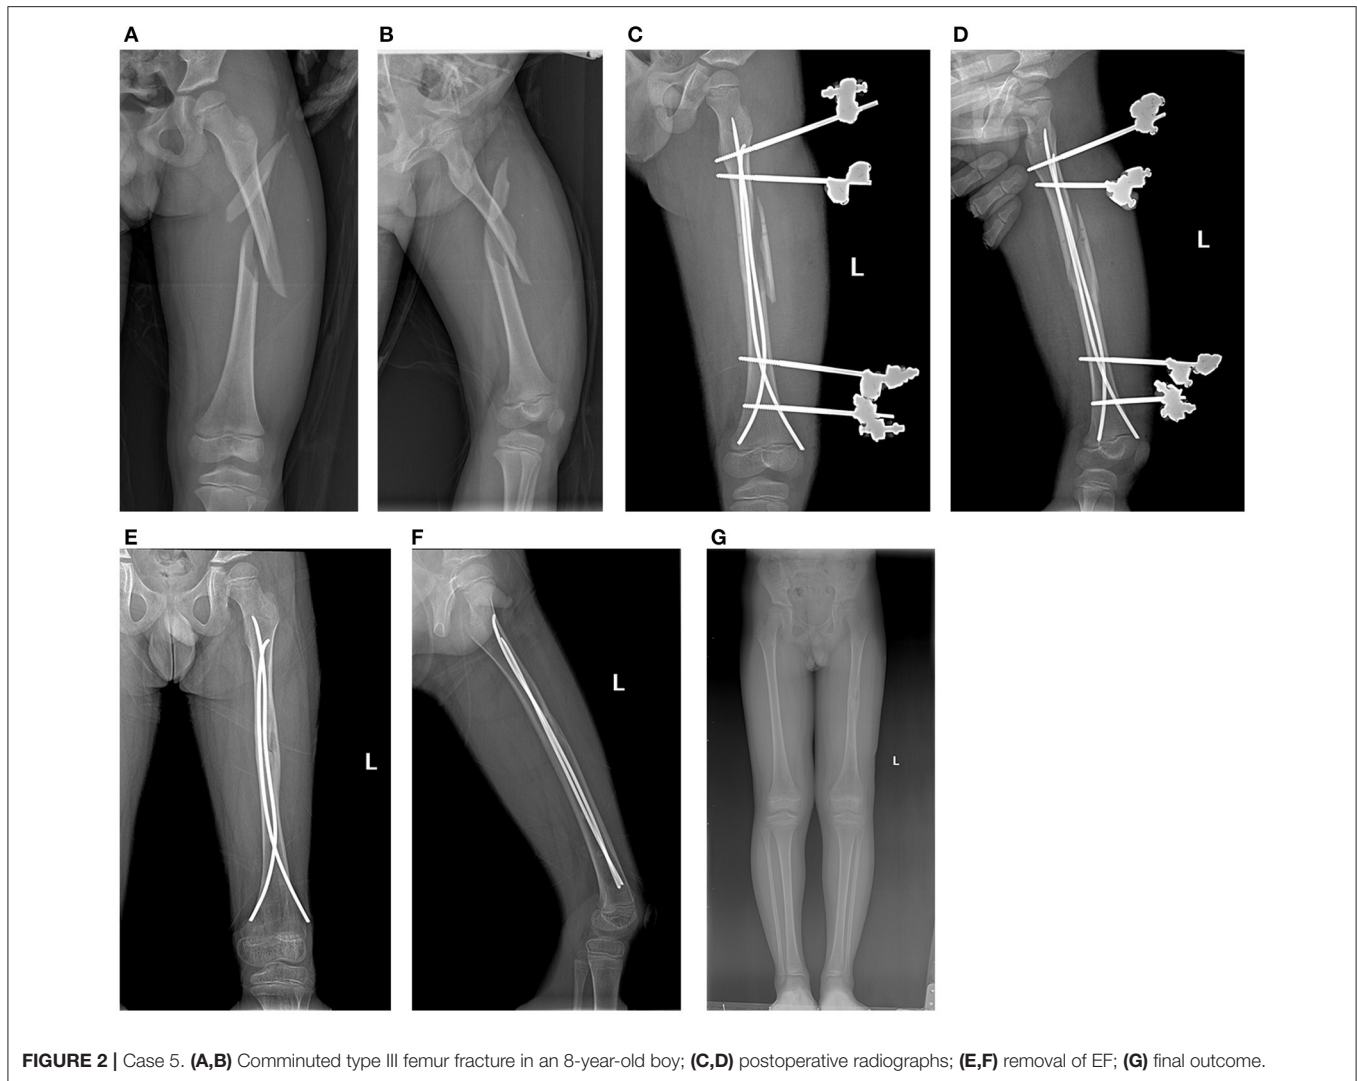 A
B
C
D
L
L
E
F
G
L
L
L
FIGURE 2 | Case 5. (A,B) Comminuted type III femur fracture in an 8-year-old boy; (C,D) postoperative radiographs; (E,F) removal of EF; (G) final outcome.